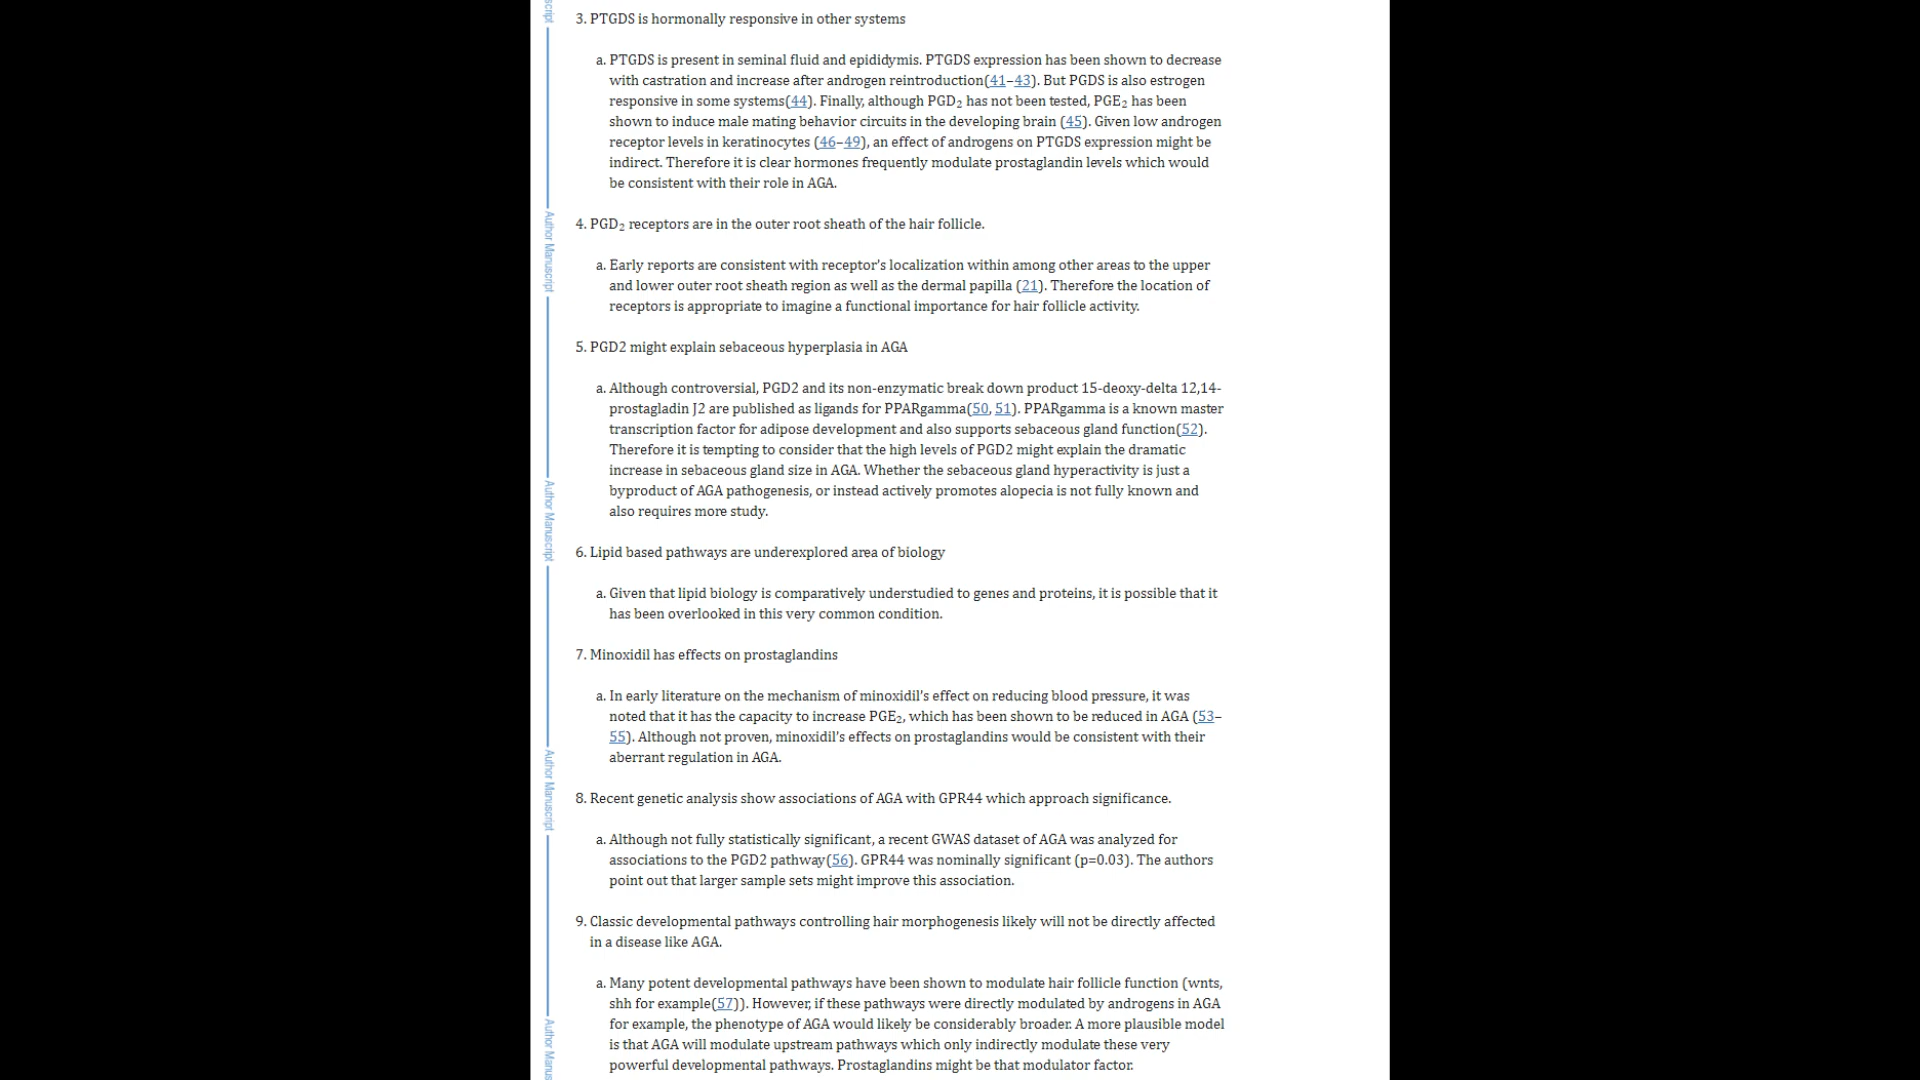 3. PTGDS is hormonally responsive in other systems
a. PTGDS is present in seminal fluid and epididymis. PTGDS expression has been shown to decrease
with castration and increase after androgen reintroduction(41–43). But PGDS is also estrogen
responsive in some systems(44). Finally, although PGD2 has not been tested, PGE2 has been
shown to induce male mating behavior circuits in the developing brain (45). Given low androgen
receptor levels in keratinocytes (46–49), an effect of androgens on PTGDS expression might be
indirect. Therefore it is clear hormones frequently modulate prostaglandin levels which would
be consistent with their role in AGA.
4. PGD2 receptors are in the outer root sheath of the hair follicle.
a. Early reports are consistent with receptor's localization within among other areas to the upper
and lower outer root sheath region as well as the dermal papilla (21). Therefore the location of
receptors is appropriate to imagine a functional importance for hair follicle activity.
5. PGD2 might explain sebaceous hyperplasia in AGA
a. Although controversial, PGD2 and its non-enzymatic break down product 15-deoxy-delta 12,14-
prostagladin J2 are published as ligands for PPARgamma(50, 51). PPARgamma is a known master
transcription factor for adipose development and also supports sebaceous gland function(52).
Therefore it is tempting to consider that the high levels of PGD2 might explain the dramatic
increase in sebaceous gland size in AGA. Whether the sebaceous gland hyperactivity is just a
byproduct of AGA pathogenesis, or instead actively promotes alopecia is not fully known and
also requires more study.
6. Lipid based pathways are underexplored area of biology
a. Given that lipid biology is comparatively understudied to genes and proteins, it is possible that it
has been overlooked in this very common condition.
7. Minoxidil has effects on prostaglandins
a. In early literature on the mechanism of minoxidil's effect on reducing blood pressure, it was
noted that it has the capacity to increase PGE2, which has been shown to be reduced in AGA (53–
55). Although not proven, minoxidil's effects on prostaglandins would be consistent with their
aberrant regulation in AGA.
8. Recent genetic analysis show associations of AGA with GPR44 which approach significance.
a. Although not fully statistically significant, a recent GWAS dataset of AGA was analyzed for
associations to the PGD2 pathway(56). GPR44 was nominally significant (p=0.03). The authors
point out that larger sample sets might improve this association.
9. Classic developmental pathways controlling hair morphogenesis likely will not be directly affected
in a disease like AGA.
a. Many potent developmental pathways have been shown to modulate hair follicle function (wnts,
shh for example(57)). However, if these pathways were directly modulated by androgens in AGA
for example, the phenotype of AGA would likely be considerably broader. A more plausible model
is that AGA will modulate upstream pathways which only indirectly modulate these very
powerful developmental pathways. Prostaglandins might be that modulator factor.
script
Author Manuscript
Author Manuscript
Author Manuscript
Author Manus